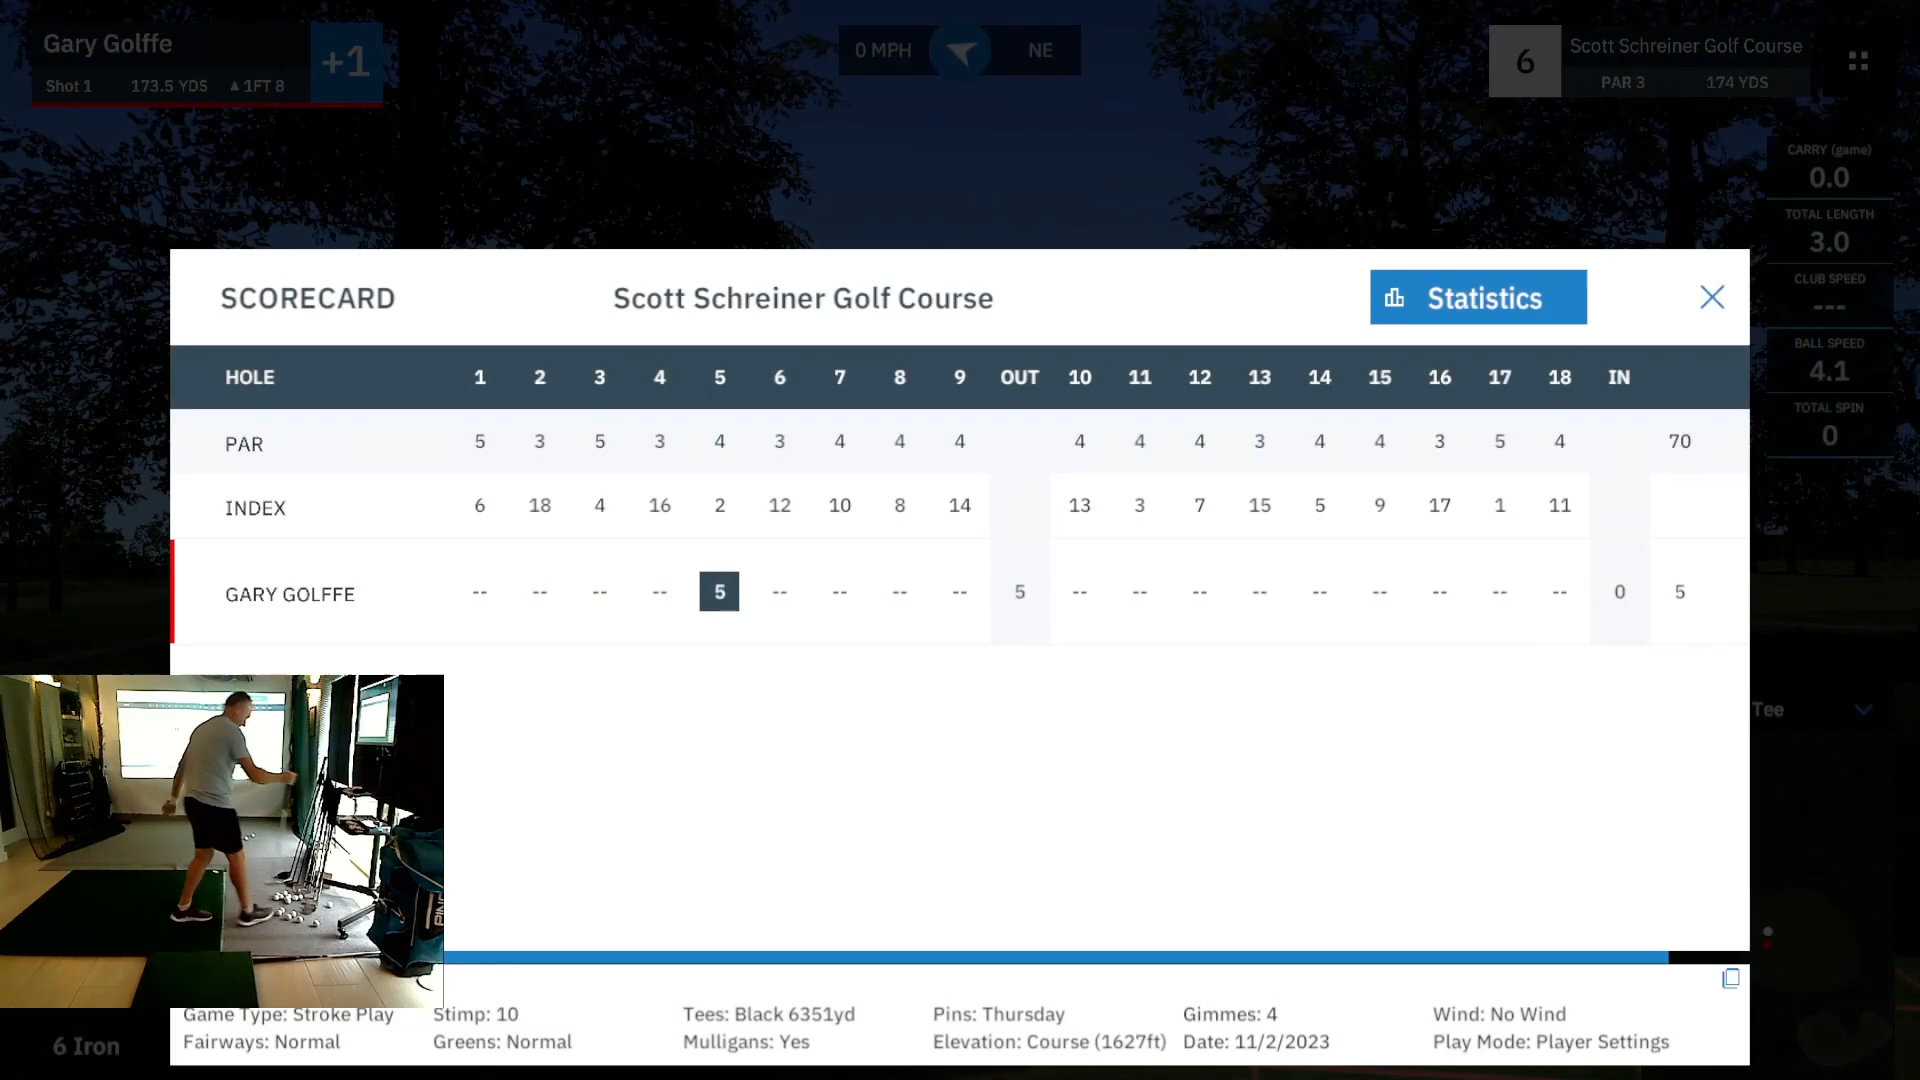 Gary Golffe
+1
Shot 1 173.5 YDS ▲1FT 8
0 MPH NE
6
Scott Schreiner Golf Course
PAR 3 174 YDS
CARRY (game)
0.0
TOTAL LENGTH
3.0
CLUB SPEED
---
BALL SPEED
4.1
TOTAL SPIN
0
SCORECARD Scott Schreiner Golf Course Statistics
HOLE 1 2 3 4 5 6 7 8 9 OUT 10 11 12 13 14 15 16 17 18 IN
PAR 5 3 5 3 4 3 4 4 4 4 4 4 3 4 4 3 5 4 70
INDEX 6 18 4 16 2 12 10 8 14 13 3 7 15 5 9 17 1 11
GARY GOLFFE -- -- -- -- 5 -- -- -- -- 5 -- -- -- -- -- -- -- -- -- 0 5
Tee
PING
Game Type: Stroke Play Stimp: 10 Tees: Black 6351yd Pins: Thursday Gimmes: 4 Wind: No Wind
Fairways: Normal Greens: Normal Mulligans: Yes Elevation: Course (1627ft) Date: 11/2/2023 Play Mode: Player Settings
6 Iron